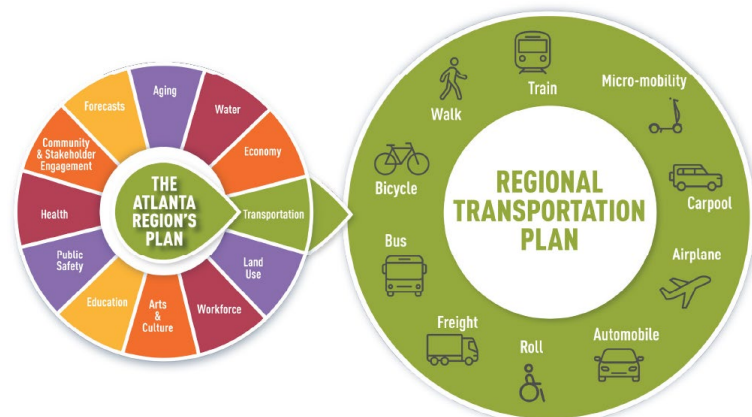 THE
ATLANTA
REGION'S
PLAN
Aging
Water
Economy
Transportation
Land
Use
Workforce
Arts
&
Culture
Education
Public
Safety
Health
Community
& Stakeholder
Engagement
Forecasts
REGIONAL
TRANSPORTATION
PLAN
Train
Micro-mobility
Carpool
Airplane
Automobile
Roll
Freight
Bus
Bicycle
Walk